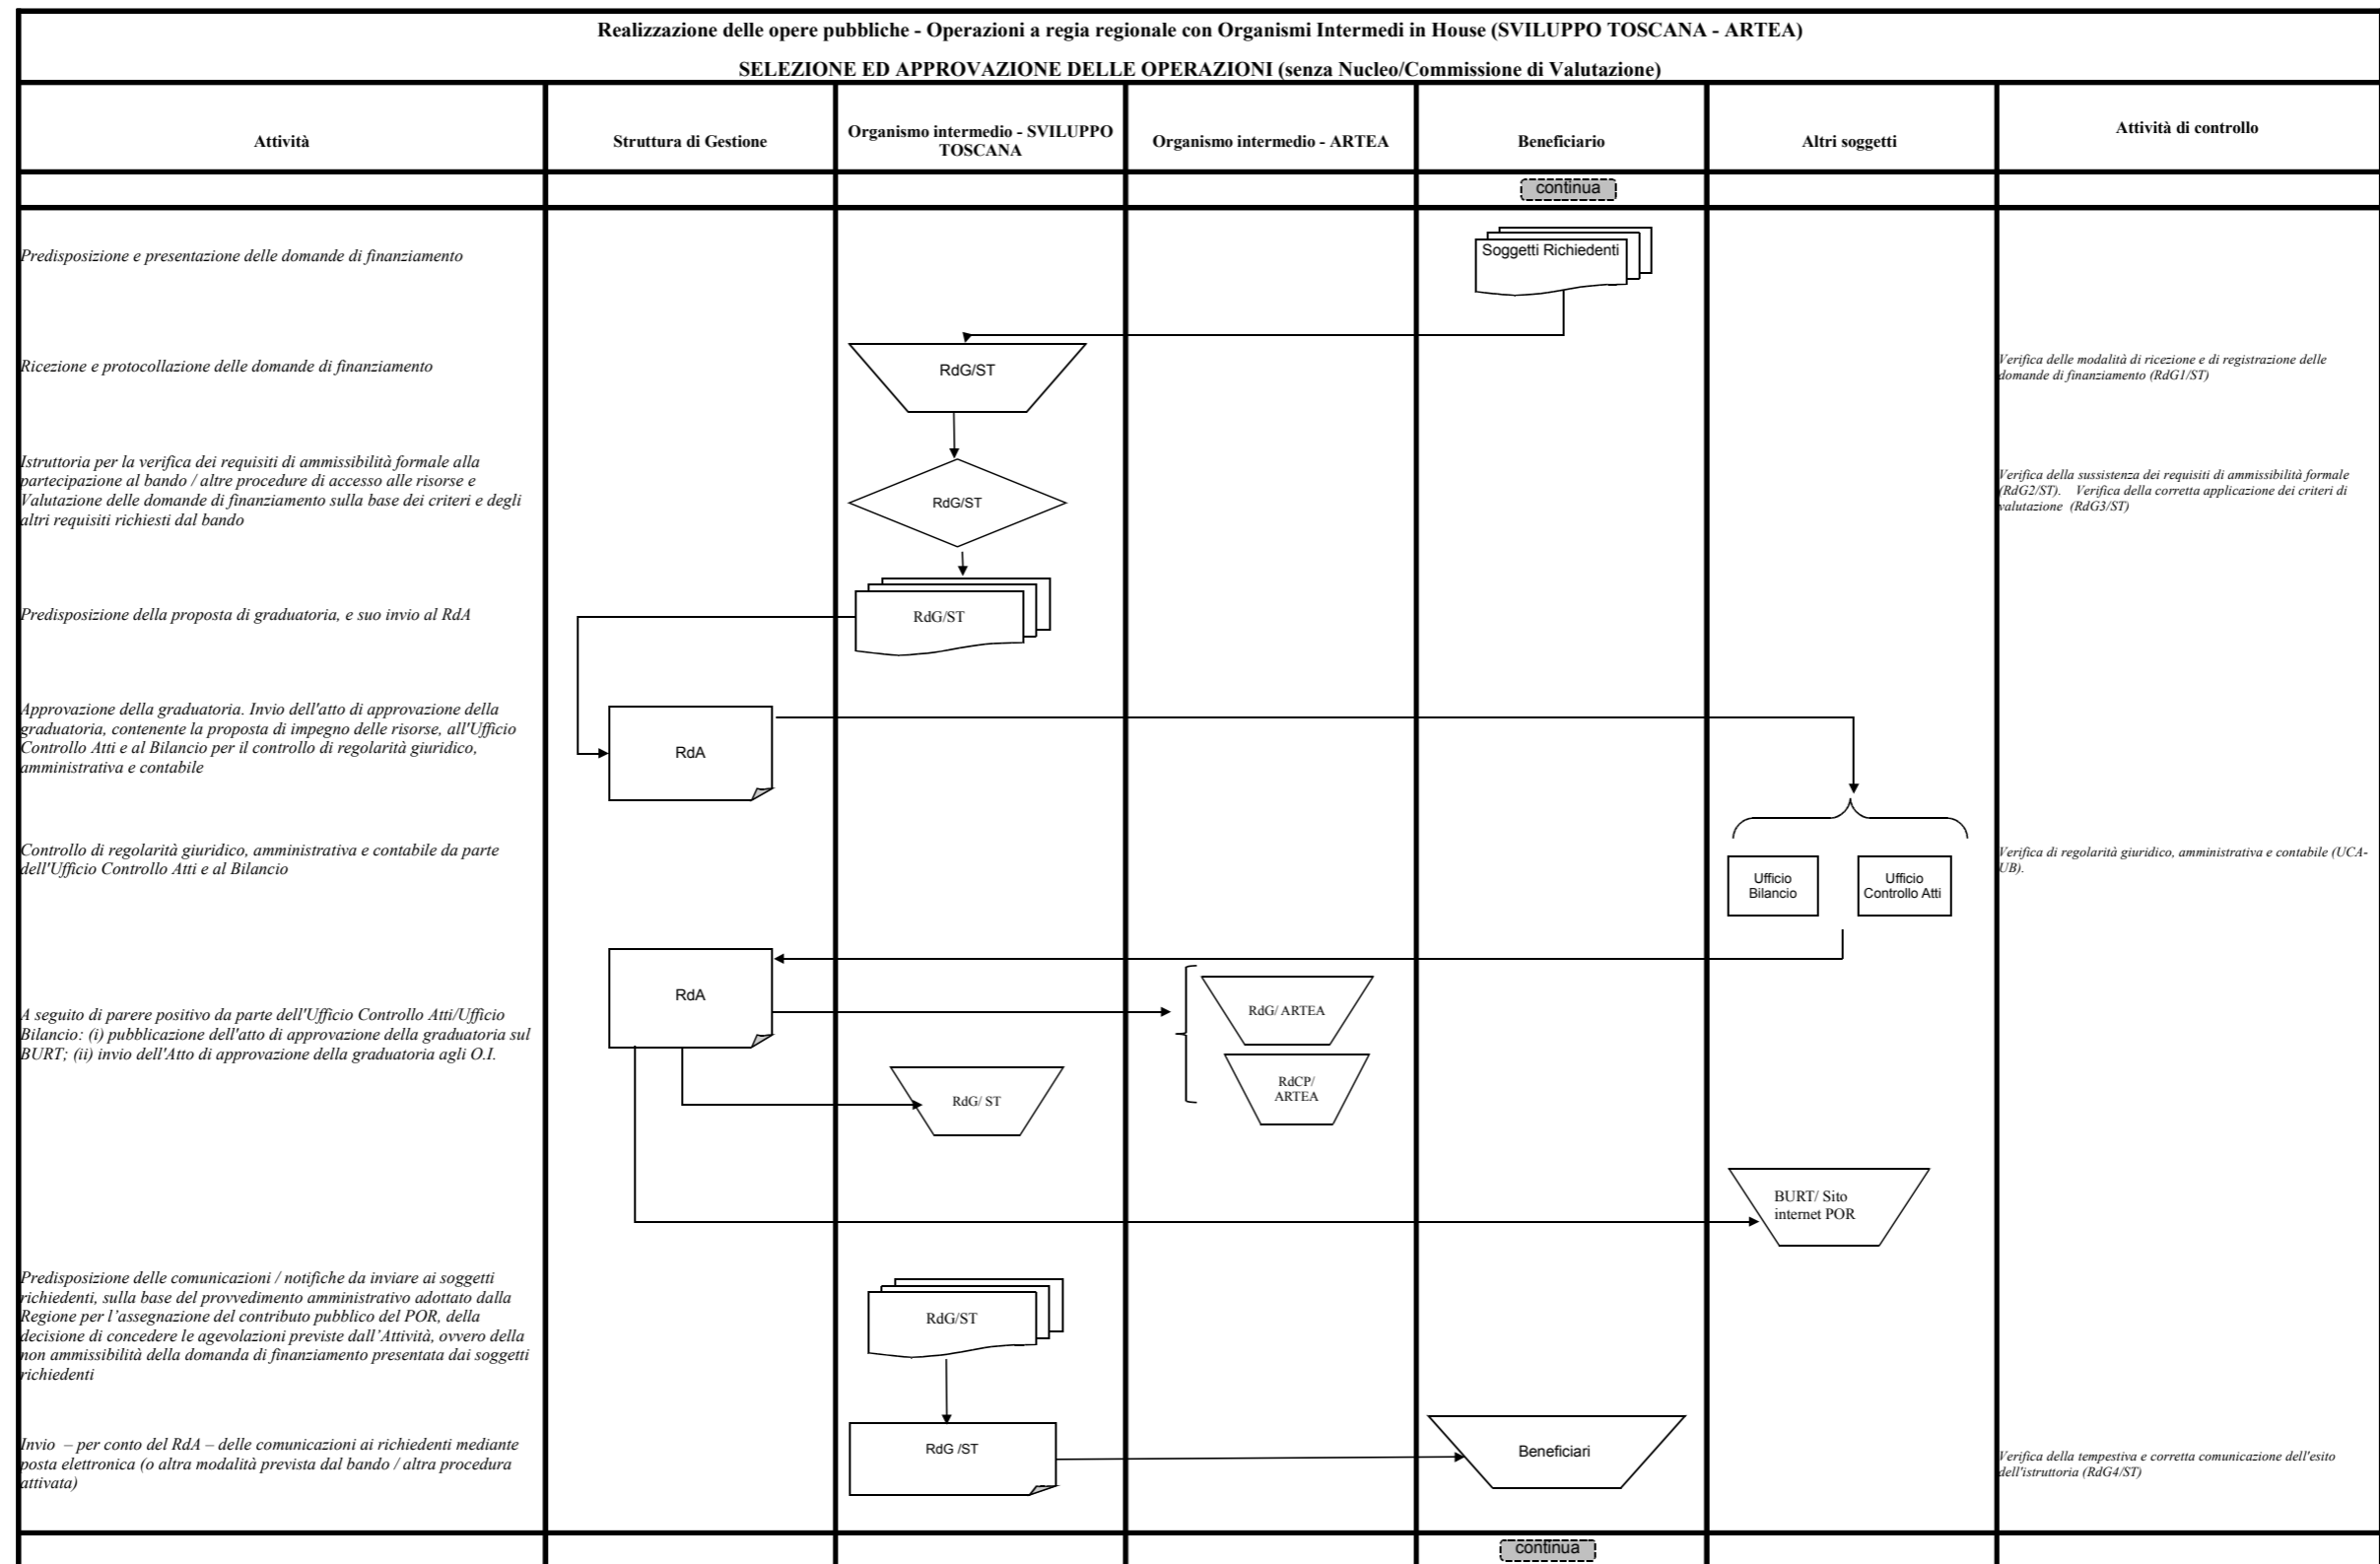 Realizzazione delle opere pubbliche - Operazioni a regia regionale con Organismi Intermedi in House (SVILUPPO TOSCANA - ARTEA)
SELEZIONE ED APPROVAZIONE DELLE OPERAZIONI (senza Nucleo/Commissione di Valutazione)
Attività
Struttura di Gestione
Organismo intermedio - SVILUPPO
TOSCANA
Organismo intermedio - ARTEA
Beneficiario
Altri soggetti
Attività di controllo
continua
Predisposizione e presentazione delle domande di finanziamento
Soggetti Richiedenti
Ricezione e protocollazione delle domande di finanziamento
RdG/ST
Verifica delle modalità di ricezione e di registrazione delle
domande di finanziamento (RdG1/ST)
Istruttoria per la verifica dei requisiti di ammissibilità formale alla
partecipazione al bando / altre procedure di accesso alle risorse e
Valutazione delle domande di finanziamento sulla base dei criteri e degli
altri requisiti richiesti dal bando
RdG/ST
Verifica della sussistenza dei requisiti di ammissibilità formale
(RdG2/ST). Verifica della corretta applicazione dei criteri di
valutazione (RdG3/ST)
Predisposizione della proposta di graduatoria, e suo invio al RdA
RdG/ST
Approvazione della graduatoria. Invio dell'atto di approvazione della
graduatoria, contenente la proposta di impegno delle risorse, all'Ufficio
Controllo Atti e al Bilancio per il controllo di regolarità giuridico,
amministrativa e contabile
RdA
Controllo di regolarità giuridico, amministrativa e contabile da parte
dell'Ufficio Controllo Atti e al Bilancio
Ufficio
Bilancio
Ufficio
Controllo Atti
Verifica di regolarità giuridico, amministrativa e contabile (UCA-
UB).
A seguito di parere positivo da parte dell'Ufficio Controllo Atti/Ufficio
Bilancio: (i) pubblicazione dell'atto di approvazione della graduatoria sul
BURT; (ii) invio dell'Atto di approvazione della graduatoria agli O.I.
RdA
RdG/ ARTEA
RdCP/
ARTEA
RdG/ ST
BURT/ Sito
internet POR
Predisposizione delle comunicazioni / notifiche da inviare ai soggetti
richiedenti, sulla base del provvedimento amministrativo adottato dalla
Regione per l’assegnazione del contributo pubblico del POR, della
decisione di concedere le agevolazioni previste dall’Attività, ovvero della
non ammissibilità della domanda di finanziamento presentata dai soggetti
richiedenti
RdG/ST
Invio – per conto del RdA – delle comunicazioni ai richiedenti mediante
posta elettronica (o altra modalità prevista dal bando / altra procedura
attivata)
RdG /ST
Beneficiari
Verifica della tempestiva e corretta comunicazione dell'esito
dell'istruttoria (RdG4/ST)
continua